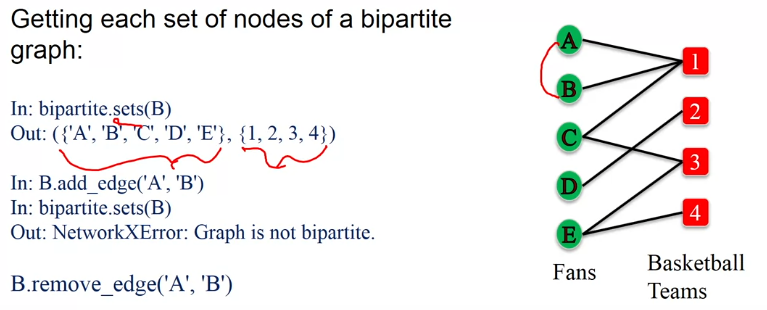 Getting each set of nodes of a bipartite
graph:
In: bipartite.sets(B)
Out: ({'A', 'B', 'C', 'D', 'E'}, {1, 2, 3, 4})
In: B.add_edge('A', 'B')
In: bipartite.sets(B)
Out: NetworkXError: Graph is not bipartite.
B.remove_edge('A', 'B')
A
B
C
D
E
Fans
1
2
3
4
Basketball
Teams